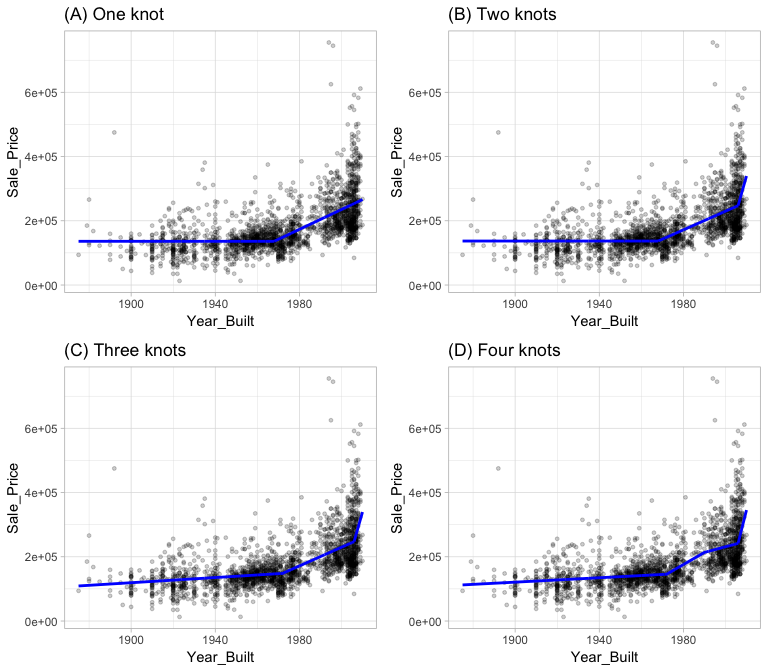 (A) One knot
6e+05
4e+05
2e+05
0e+00
Sale_Price
1900 1940 1980
Year_Built
(B) Two knots
6e+05
4e+05
2e+05
0e+00
Sale_Price
1900 1940 1980
Year_Built
(C) Three knots
6e+05
4e+05
2e+05
0e+00
Sale_Price
1900 1940 1980
Year_Built
(D) Four knots
6e+05
4e+05
2e+05
0e+00
Sale_Price
1900 1940 1980
Year_Built